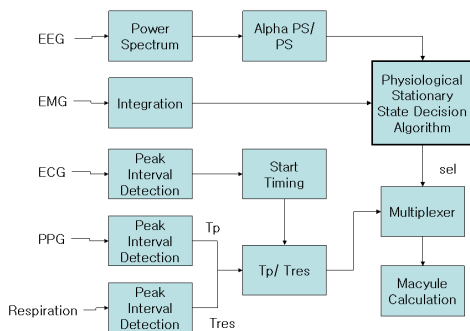 EEG
Power
Spectrum
Alpha PS/
PS
EMG
Integration
Physiological
Stationary
State Decision
Algorithm
ECG
Peak
Interval
Detection
Start
Timing
sel
PPG
Peak
Interval
Detection
Tp
Multiplexer
Tp/ Tres
Respiration
Peak
Interval
Detection
Tres
Macyule
Calculation